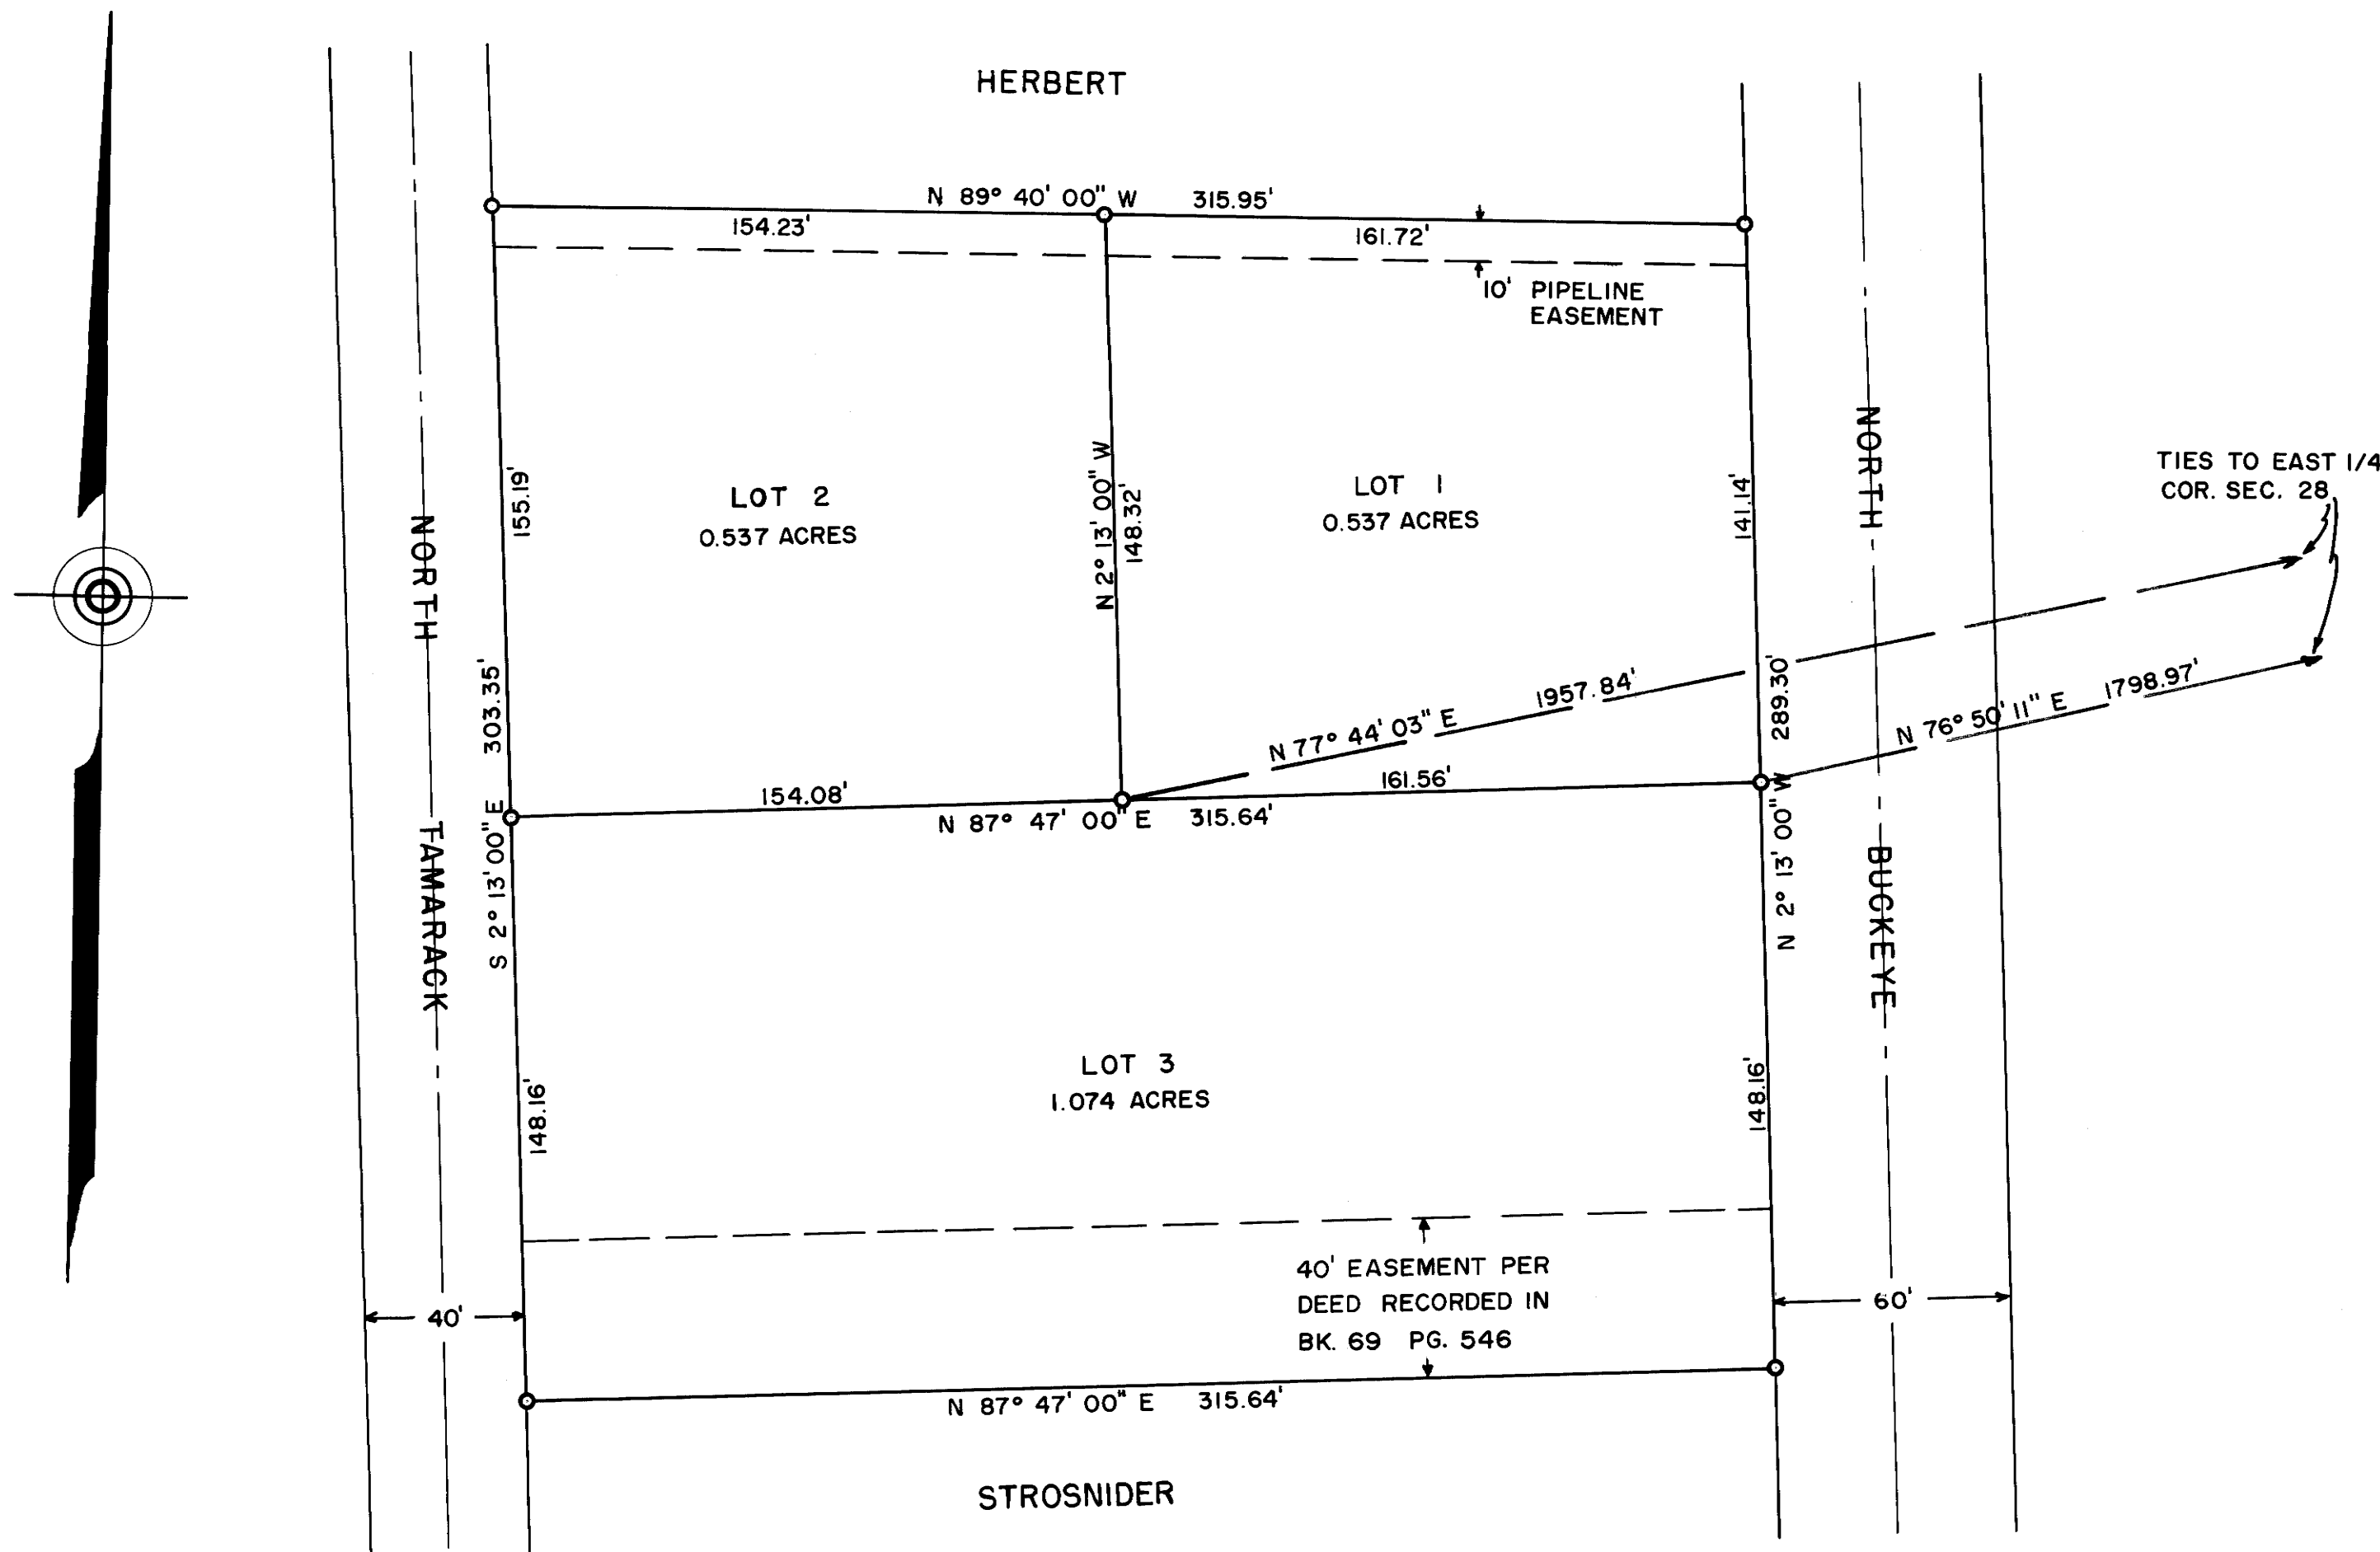 HERBERT
N 89° 40' 00" W 315.95'
154.23'
161.72'
10' PIPELINE
EASEMENT
NORTH TAMARACK
303.35'
S 2° 13' 00" E
155.19'
LOT 2
0.537 ACRES
N 2° 13' 00" W
148.32'
LOT 1
0.537 ACRES
141.14'
289.30'
N 2° 13' 00" W
NORTH BUCKEYE
TIES TO EAST 1/4
COR. SEC. 28
N 77° 44' 03" E 1957.84'
N 76° 50' 11" E 1798.97'
154.08'
161.56'
N 87° 47' 00" E 315.64'
LOT 3
1.074 ACRES
148.16'
148.16'
40' EASEMENT PER
DEED RECORDED IN
BK. 69 PG. 546
40'
60'
N 87° 47' 00" E 315.64'
STROSNIDER